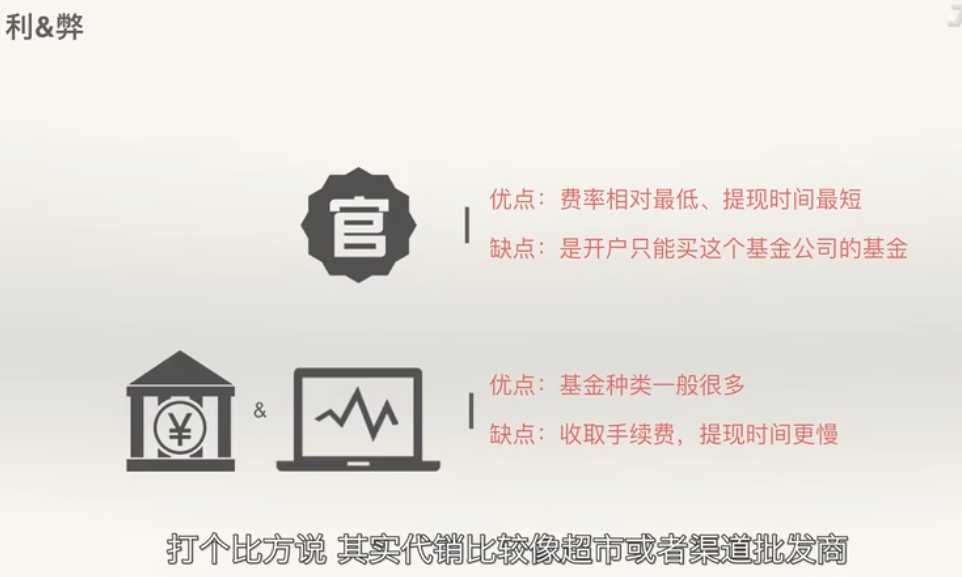 利&弊
官
优点：费率相对最低、提现时间最短
缺点：是开户只能买这个基金公司的基金
¥
&
优点：基金种类一般很多
缺点：收取手续费，提现时间更慢
打个比方说 其实代销比较像超市或者渠道批发商